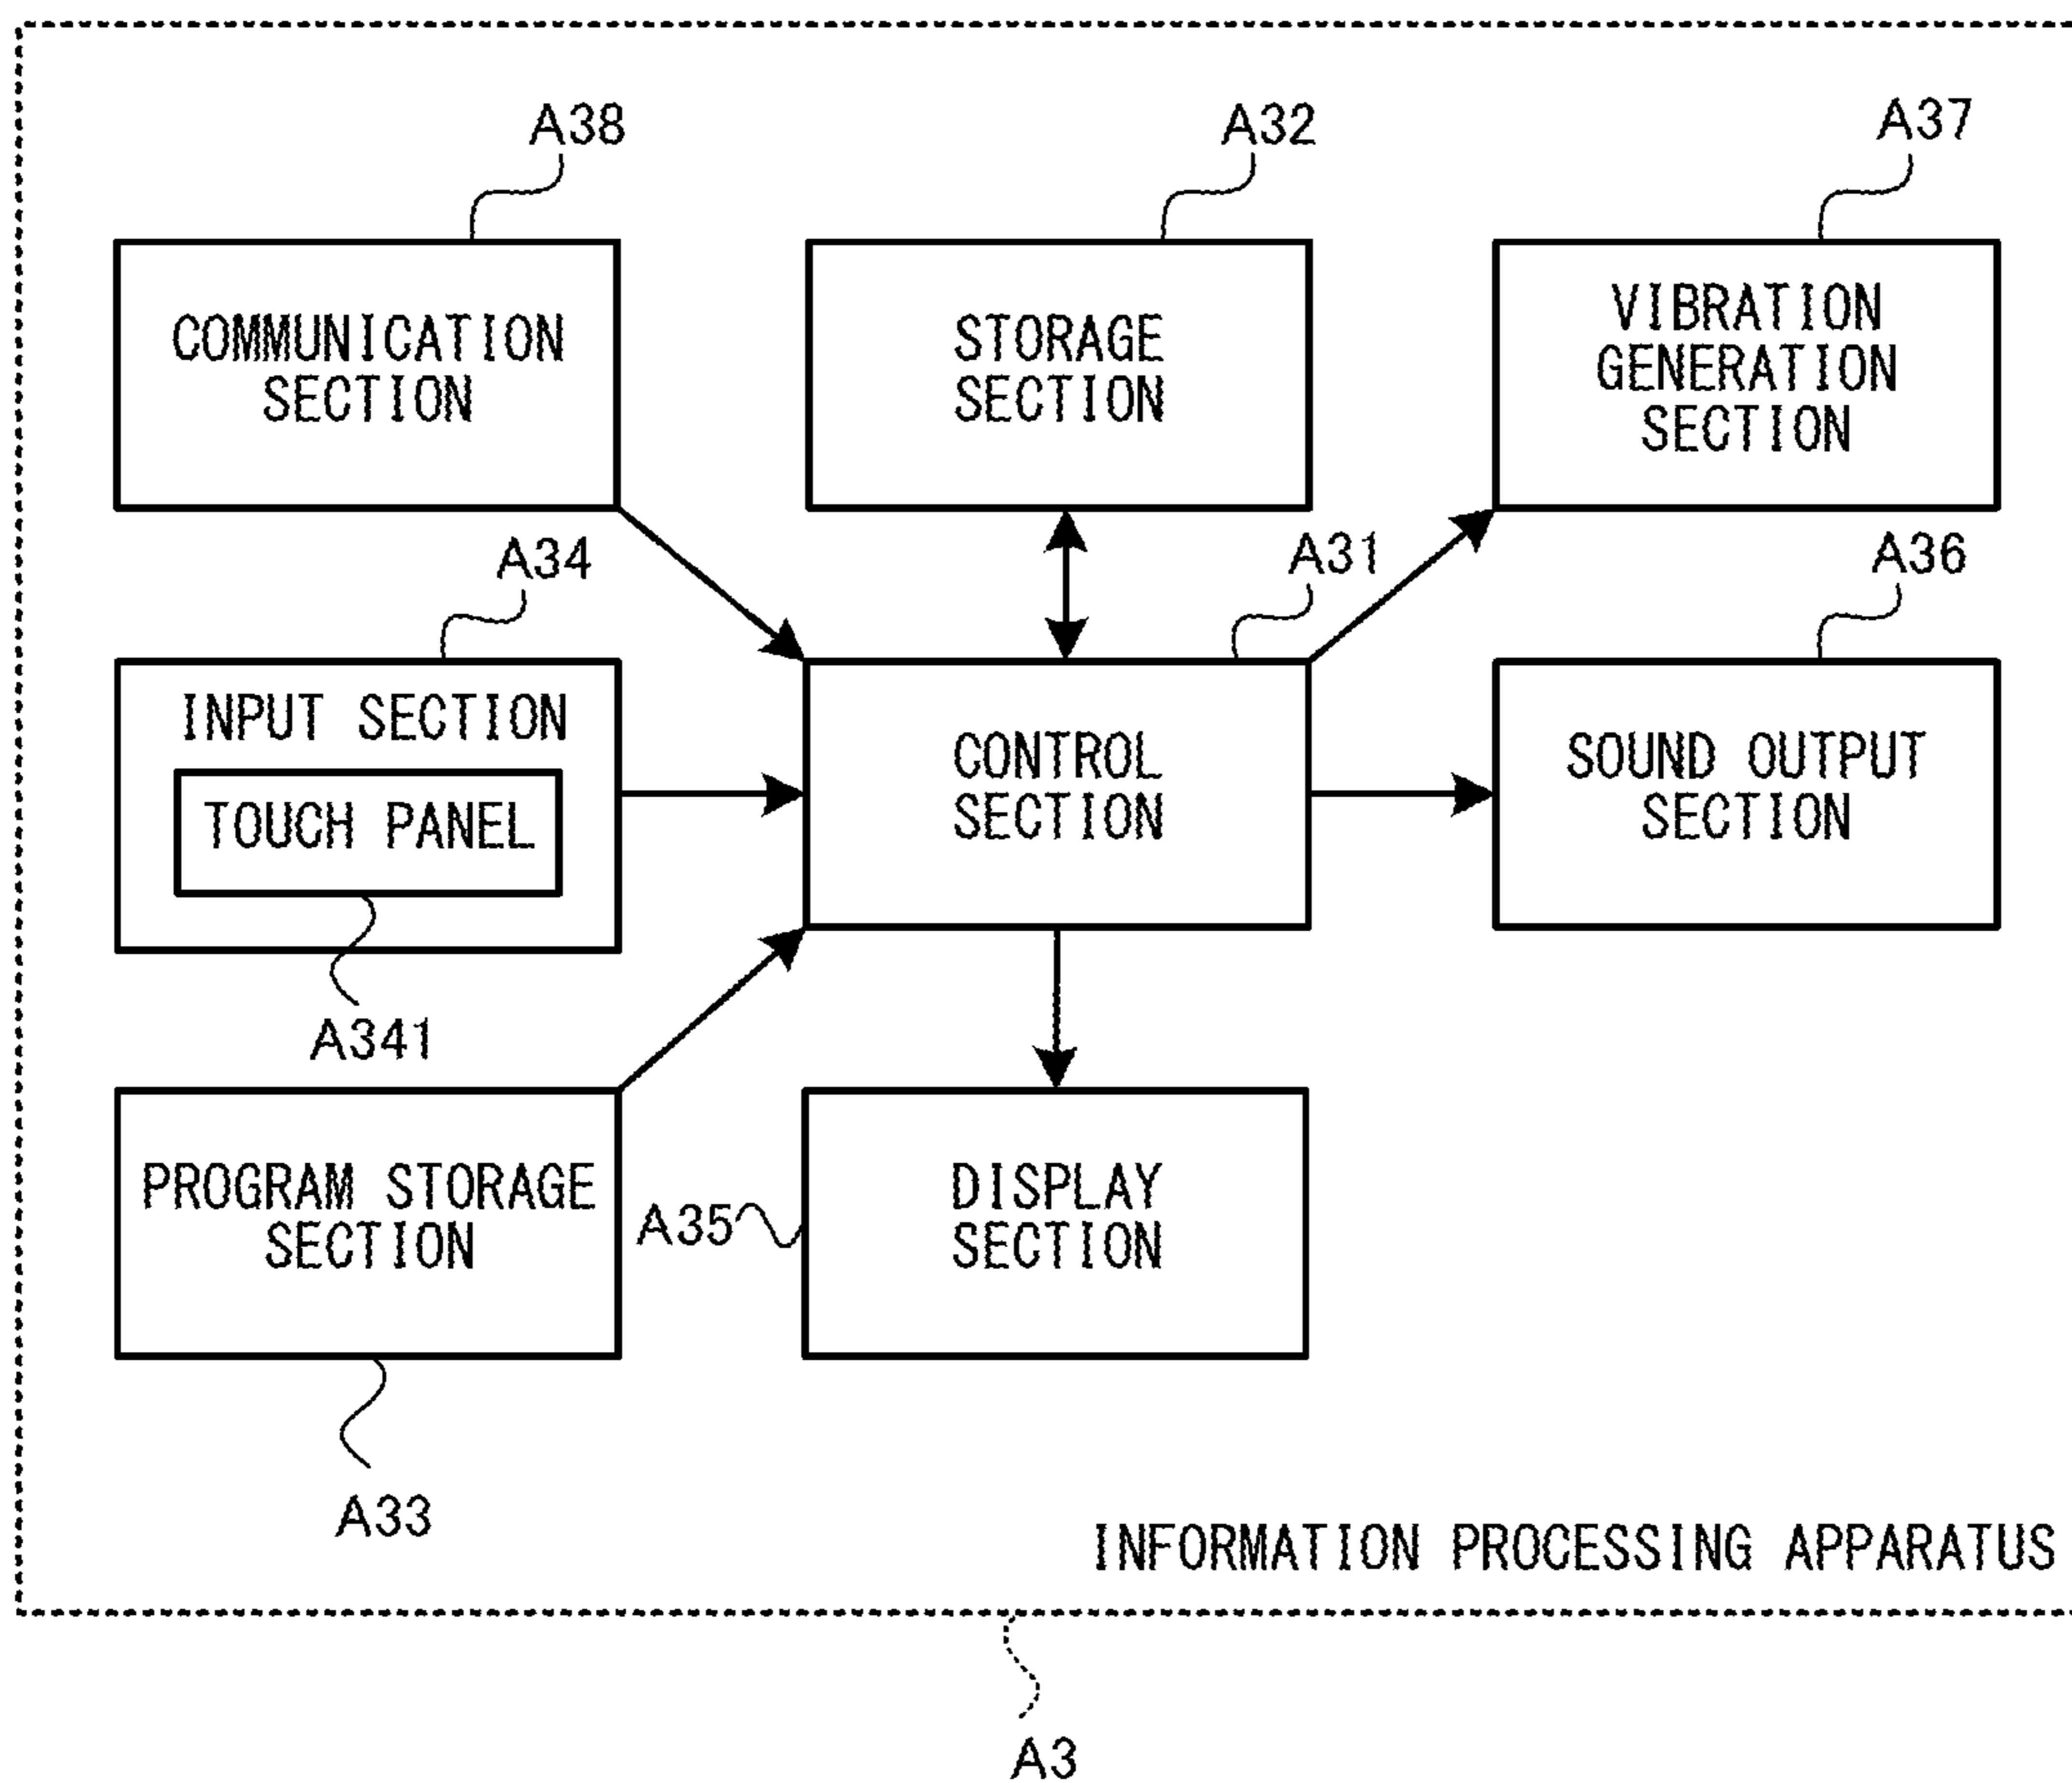 A38
A32
A37
COMMUNICATION
SECTION
STORAGE
SECTION
VIBRATION
GENERATION
SECTION
A34
A31
A36
INPUT SECTION
TOUCH PANEL
CONTROL
SECTION
SOUND OUTPUT
SECTION
A341
PROGRAM STORAGE
SECTION
A35
DISPLAY
SECTION
A33
INFORMATION PROCESSING APPARATUS
A3